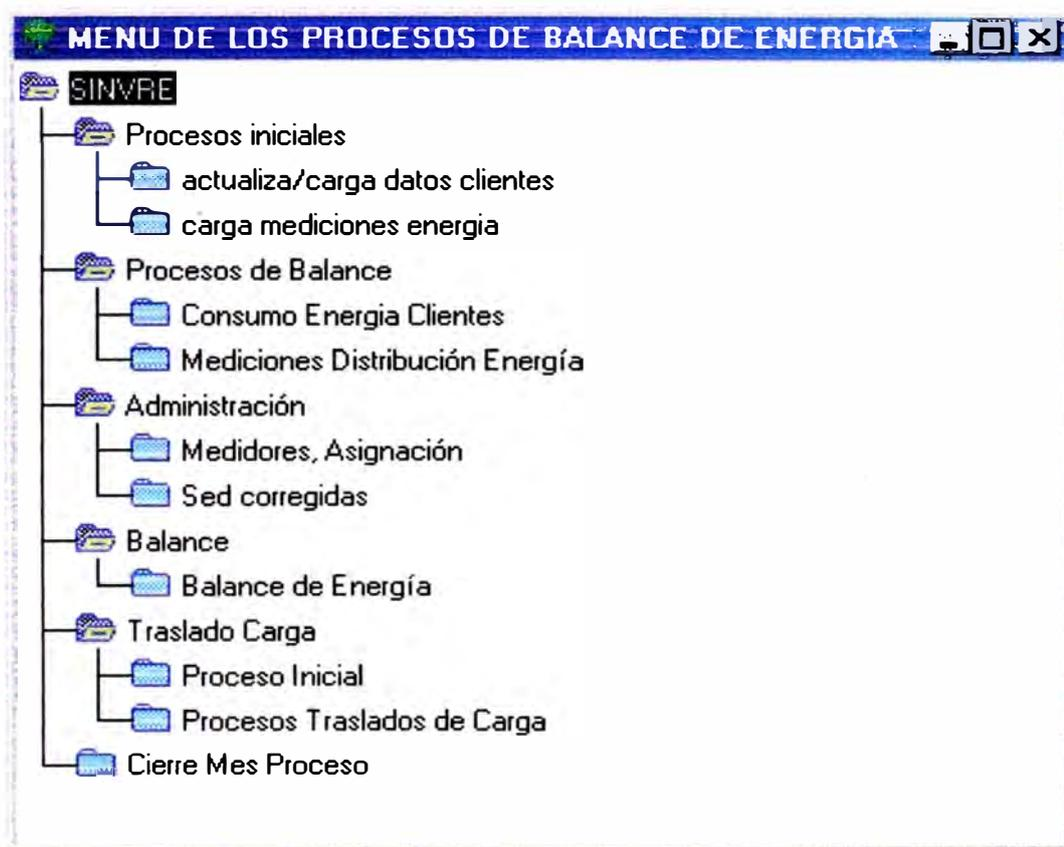 MENU DE LOS PROCESOS DE BALANCE DE ENERGIA
SINVRE
Procesos iniciales
actualiza/carga datos clientes
carga mediciones energia
Procesos de Balance
Consumo Energia Clientes
Mediciones Distribución Energía
Administración
Medidores, Asignación
Sed corregidas
Balance
Balance de Energía
Traslado Carga
Proceso Inicial
Procesos Traslados de Carga
Cierre Mes Proceso